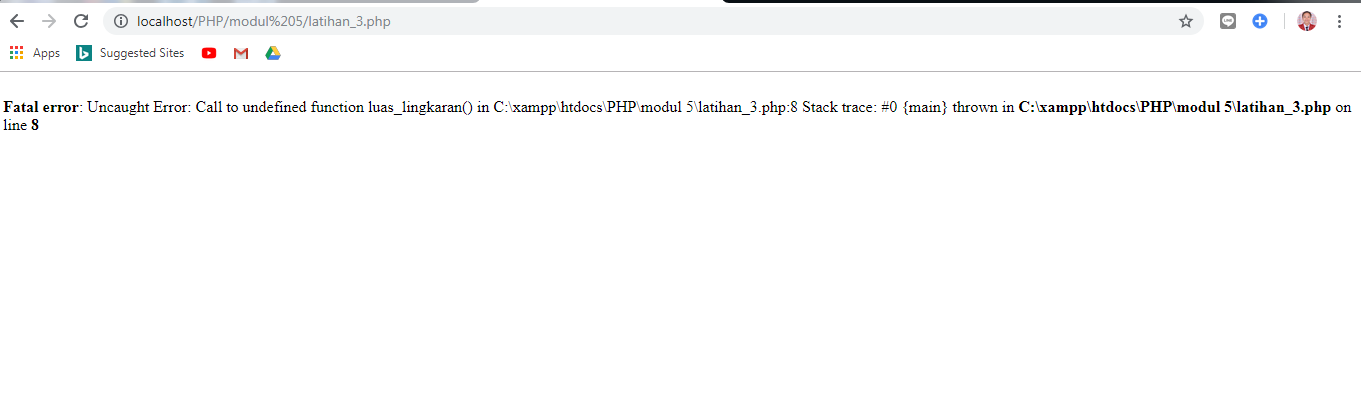 localhost/PHP/modul%205/latihan_3.php
Apps Suggested Sites
Fatal error: Uncaught Error: Call to undefined function luas_lingkaran() in C:\xampp\htdocs\PHP\modul 5\latihan_3.php:8 Stack trace: #0 {main} thrown in C:\xampp\htdocs\PHP\modul 5\latihan_3.php on
line 8